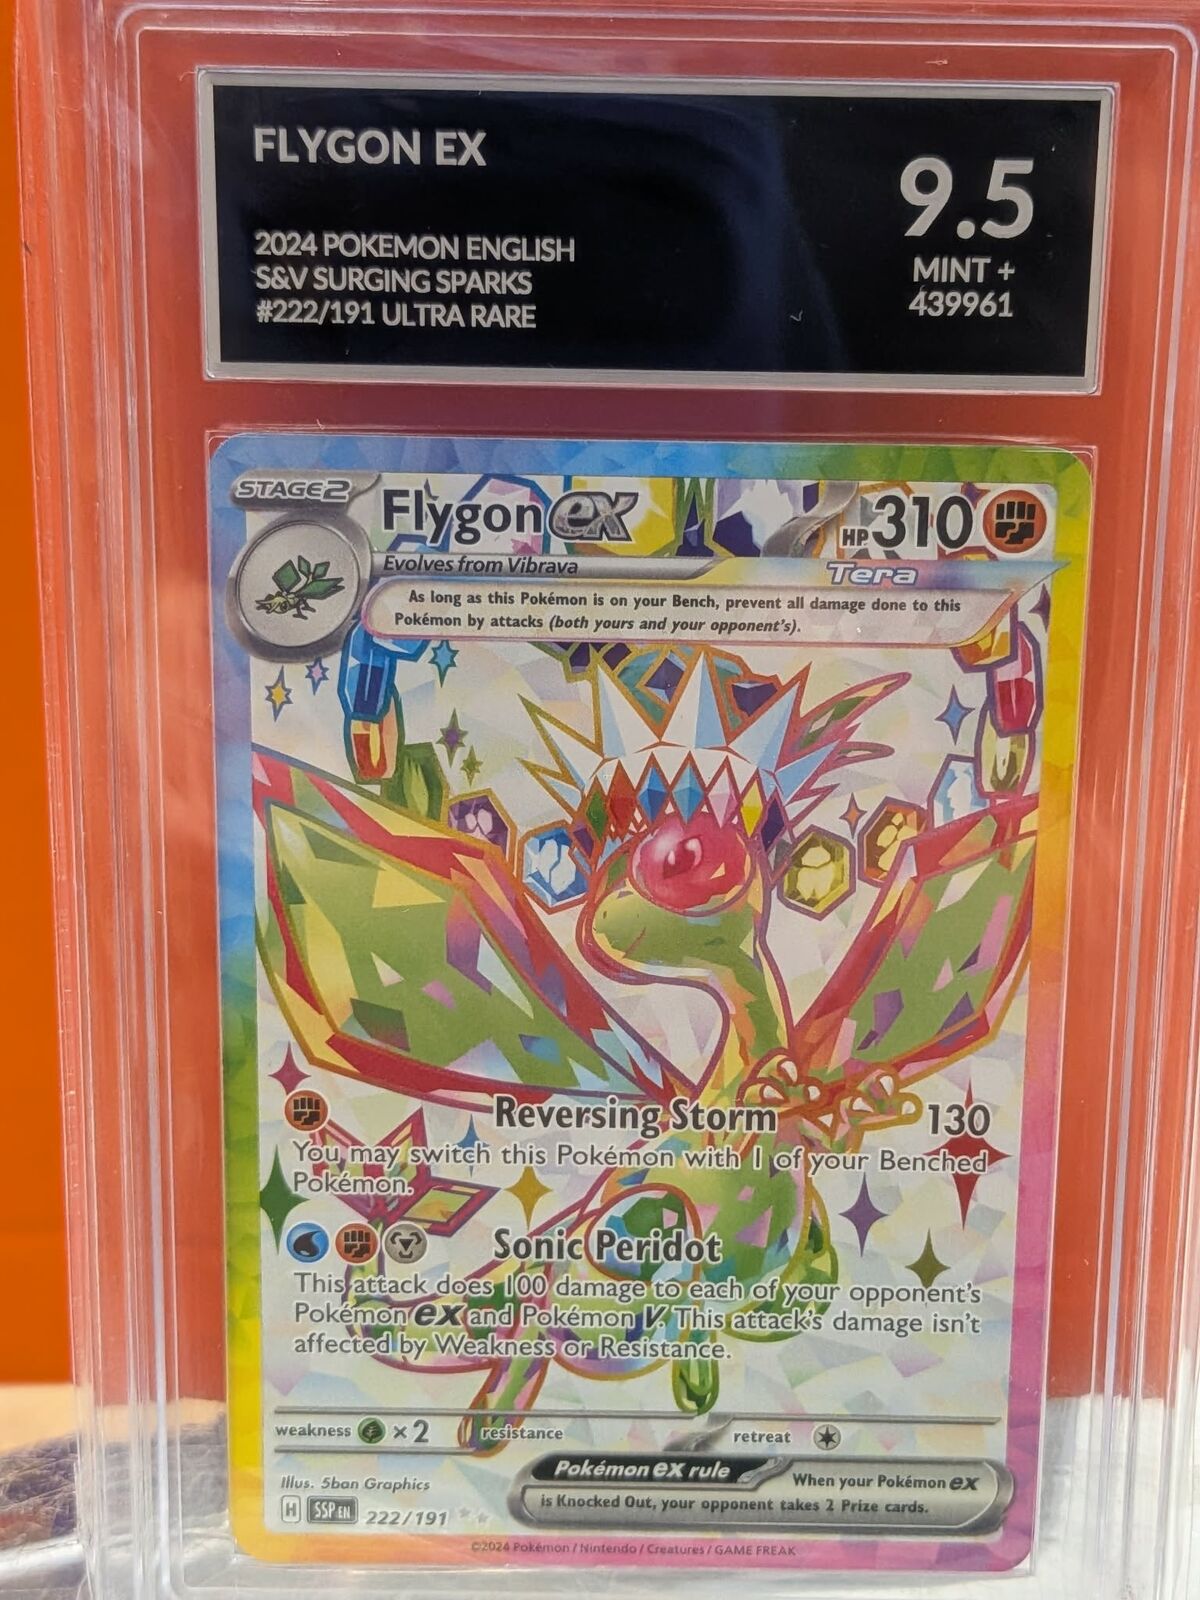 FLYGON EX
9.5
2024 POKEMON ENGLISH
S&V SURGING SPARKS
#222/191 ULTRA RARE
MINT +
439961
STAGE2
Flygon ex
HP 310
Evolves from Vibrava
Tera
As long as this Pokémon is on your Bench, prevent all damage done to this
Pokémon by attacks (both yours and your opponent's).
Reversing Storm 130
You may switch this Pokémon with 1 of your Benched
Pokémon.
Sonic Peridot
This attack does 100 damage to each of your opponent's
Pokémon ex and Pokémon V. This attack's damage isn't
affected by Weakness or Resistance.
weakness ×2 resistance retreat
Illus. 5ban Graphics
Pokémon ex rule
When your Pokémon ex
is Knocked Out, your opponent takes 2 Prize cards.
H SSP EN 222/191
©2024 Pokémon / Nintendo / Creatures / GAME FREAK